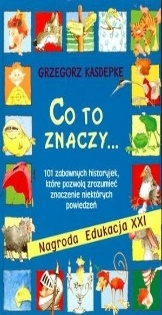 GRZEGORZ KASDEPKE
CO TO
ZNACZY...
101 zabawnych historyjek,
które pozwolą zrozumieć
znaczenie niektórych
powiedzeń
Nagroda Edukacja XXI